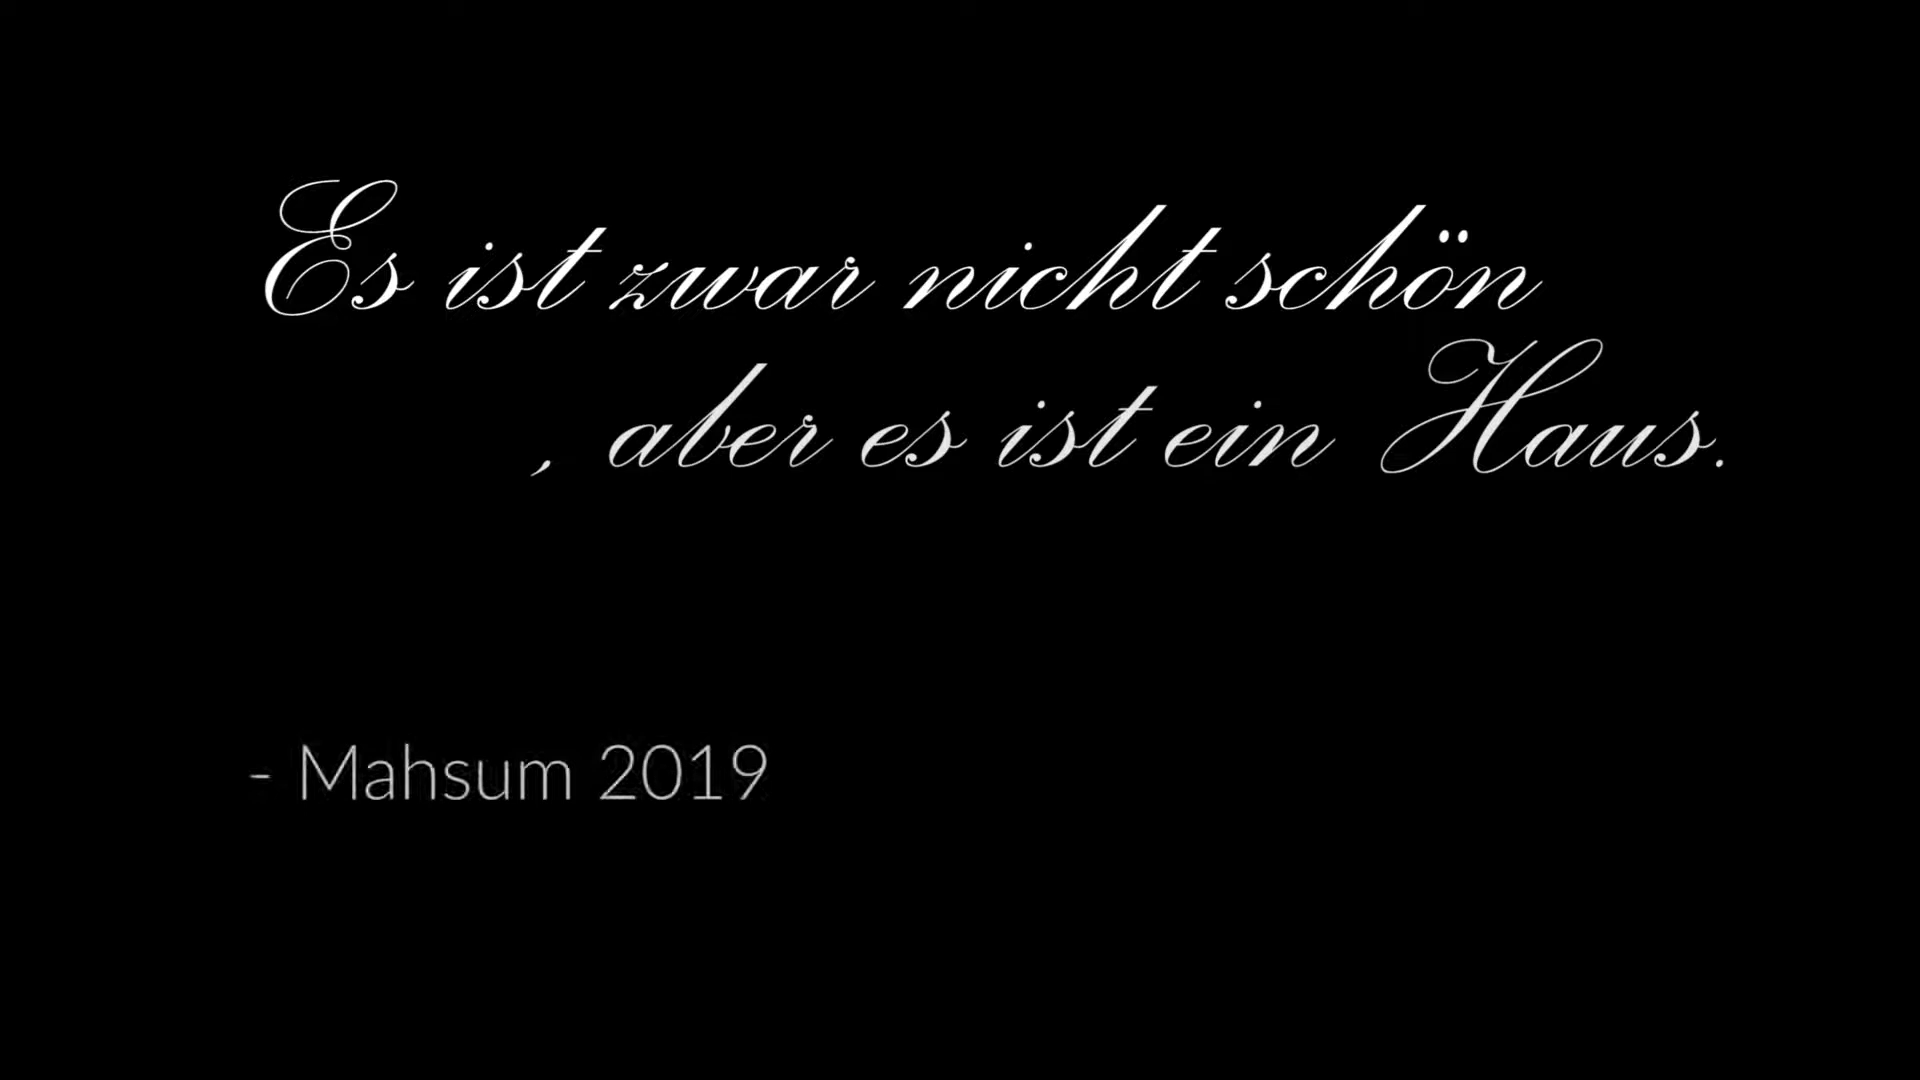 Es ist zwar nicht schön
, aber es ist ein Haus.
- Mahsum 2019